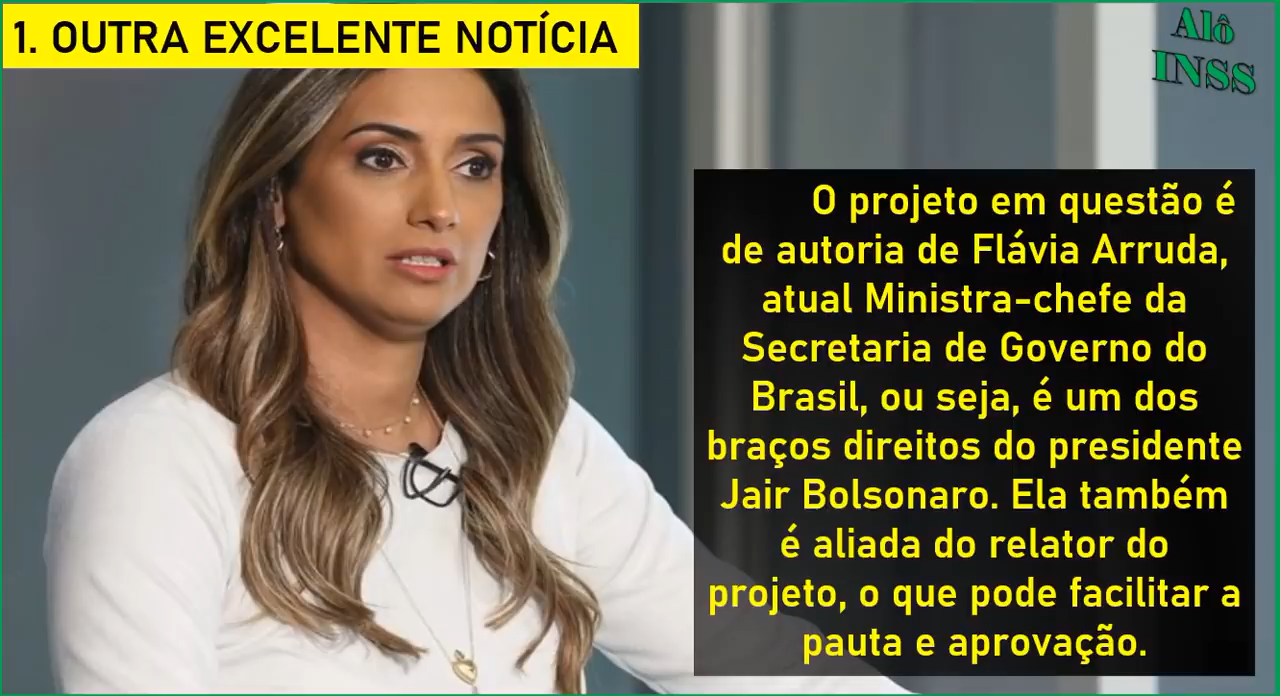 1. OUTRA EXCELENTE NOTÍCIA
Alô
INSS
O projeto em questão é
de autoria de Flávia Arruda,
atual Ministra-chefe da
Secretaria de Governo do
Brasil, ou seja, é um dos
braços direitos do presidente
Jair Bolsonaro. Ela também
é aliada do relator do
projeto, o que pode facilitar a
pauta e aprovação.